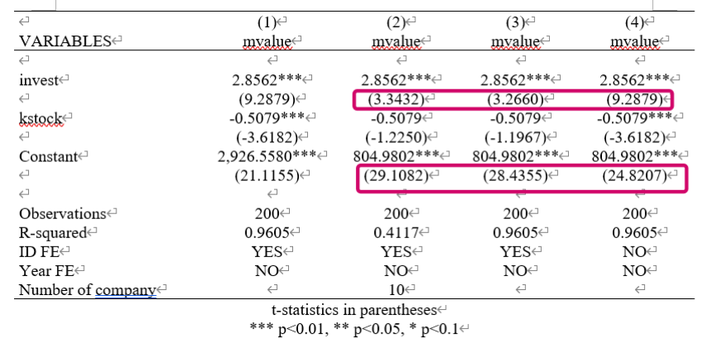 (1) (2) (3) (4)
VARIABLES mvalue mvalue mvalue mvalue
invest 2.8562*** 2.8562*** 2.8562*** 2.8562***
(9.2879) (3.3432) (3.2660) (9.2879)
kstock -0.5079*** -0.5079 -0.5079 -0.5079***
(-3.6182) (-1.2250) (-1.1967) (-3.6182)
Constant 2,926.5580*** 804.9802*** 804.9802*** 804.9802***
(21.1155) (29.1082) (28.4355) (24.8207)
Observations 200 200 200 200
R-squared 0.9605 0.4117 0.9605 0.9605
ID FE YES YES YES NO
Year FE NO NO NO NO
Number of company 10
t-statistics in parentheses
*** p<0.01, ** p<0.05, * p<0.1